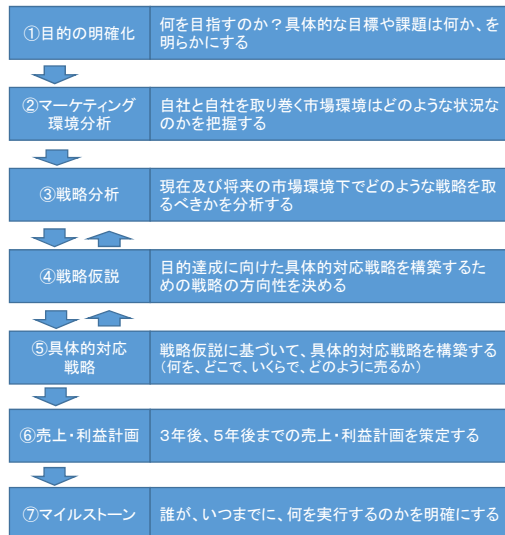 ①目的の明確化
何を目指すのか？具体的な目標や課題は何か、を
明らかにする
②マーケティング
環境分析
自社と自社を取り巻く市場環境はどのような状況な
のかを把握する
③戦略分析
現在及び将来の市場環境下でどのような戦略を取
るべきかを分析する
④戦略仮説
目的達成に向けた具体的対応戦略を構築するた
めの戦略の方向性を決める
⑤具体的対応
戦略
戦略仮説に基づいて、具体的対応戦略を構築する
（何を、どこで、いくらで、どのように売るか）
⑥売上・利益計画
３年後、５年後までの売上・利益計画を策定する
⑦マイルストーン
誰が、いつまでに、何を実行するのかを明確にする